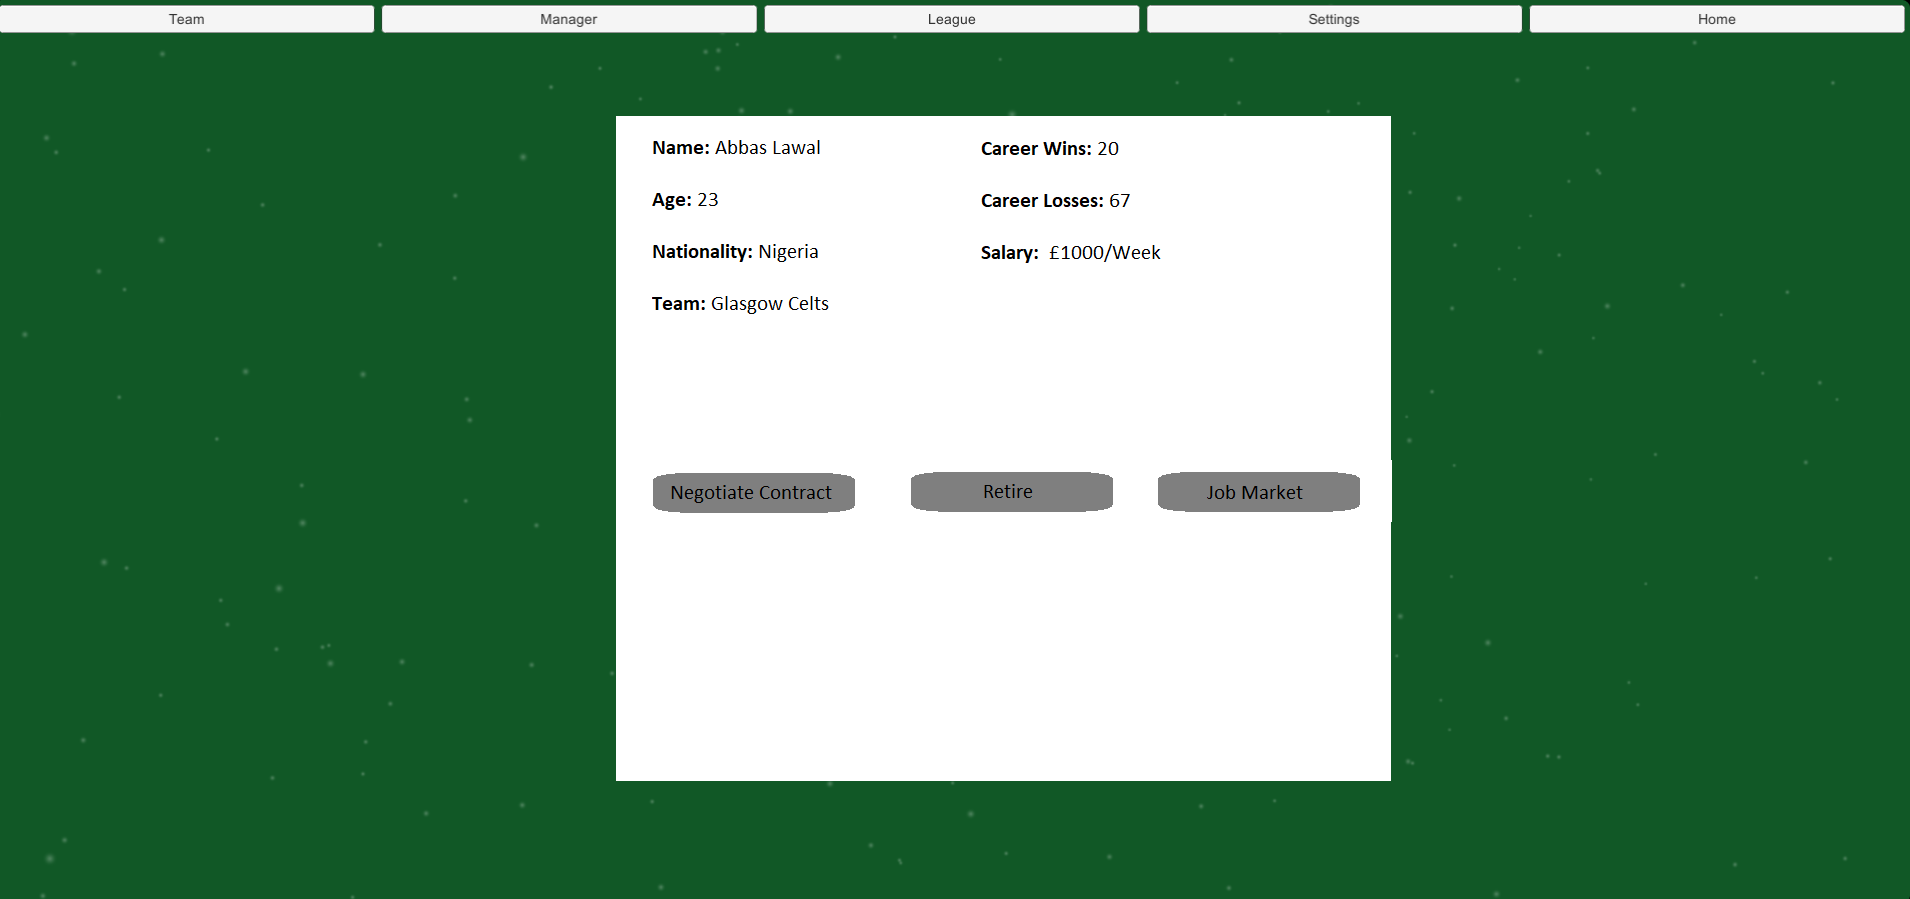 Team
Manager
League
Settings
Home
Name: Abbas Lawal
Age: 23
Nationality: Nigeria
Team: Glasgow Celts
Career Wins: 20
Career Losses: 67
Salary: £1000/Week
Negotiate Contract
Retire
Job Market